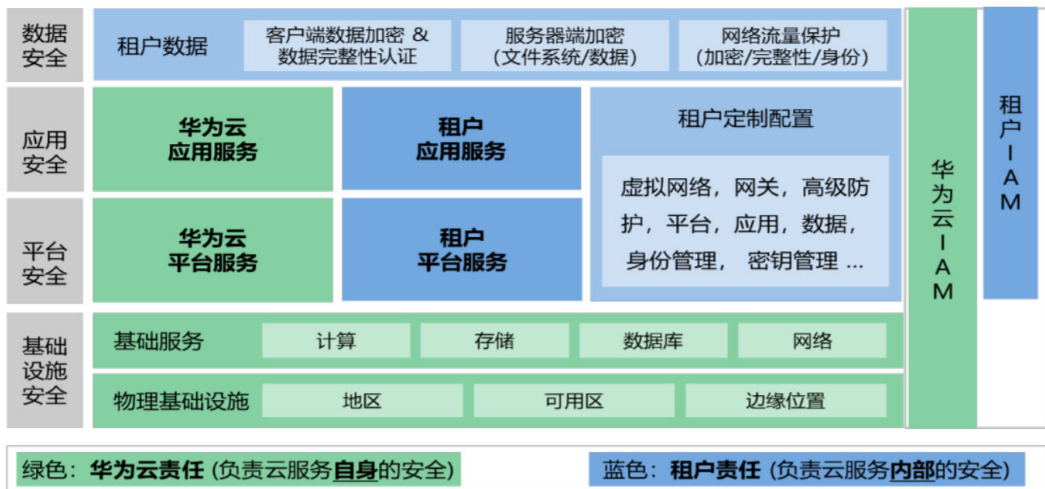 数据
安全
租户数据
客户端数据加密 &
数据完整性认证
服务器端加密
(文件系统/数据)
网络流量保护
(加密/完整性/身份)
应用
安全
华为云
应用服务
租户
应用服务
租户定制配置
虚拟网络，网关，高级防
护，平台，应用，数据，
身份管理， 密钥管理 ...
平台
安全
华为云
平台服务
租户
平台服务
基础
设施
安全
基础服务
计算
存储
数据库
网络
物理基础设施
地区
可用区
边缘位置
华为云IAM
租户IAM
绿色：华为云责任 (负责云服务自身的安全)
蓝色：租户责任 (负责云服务内部的安全)